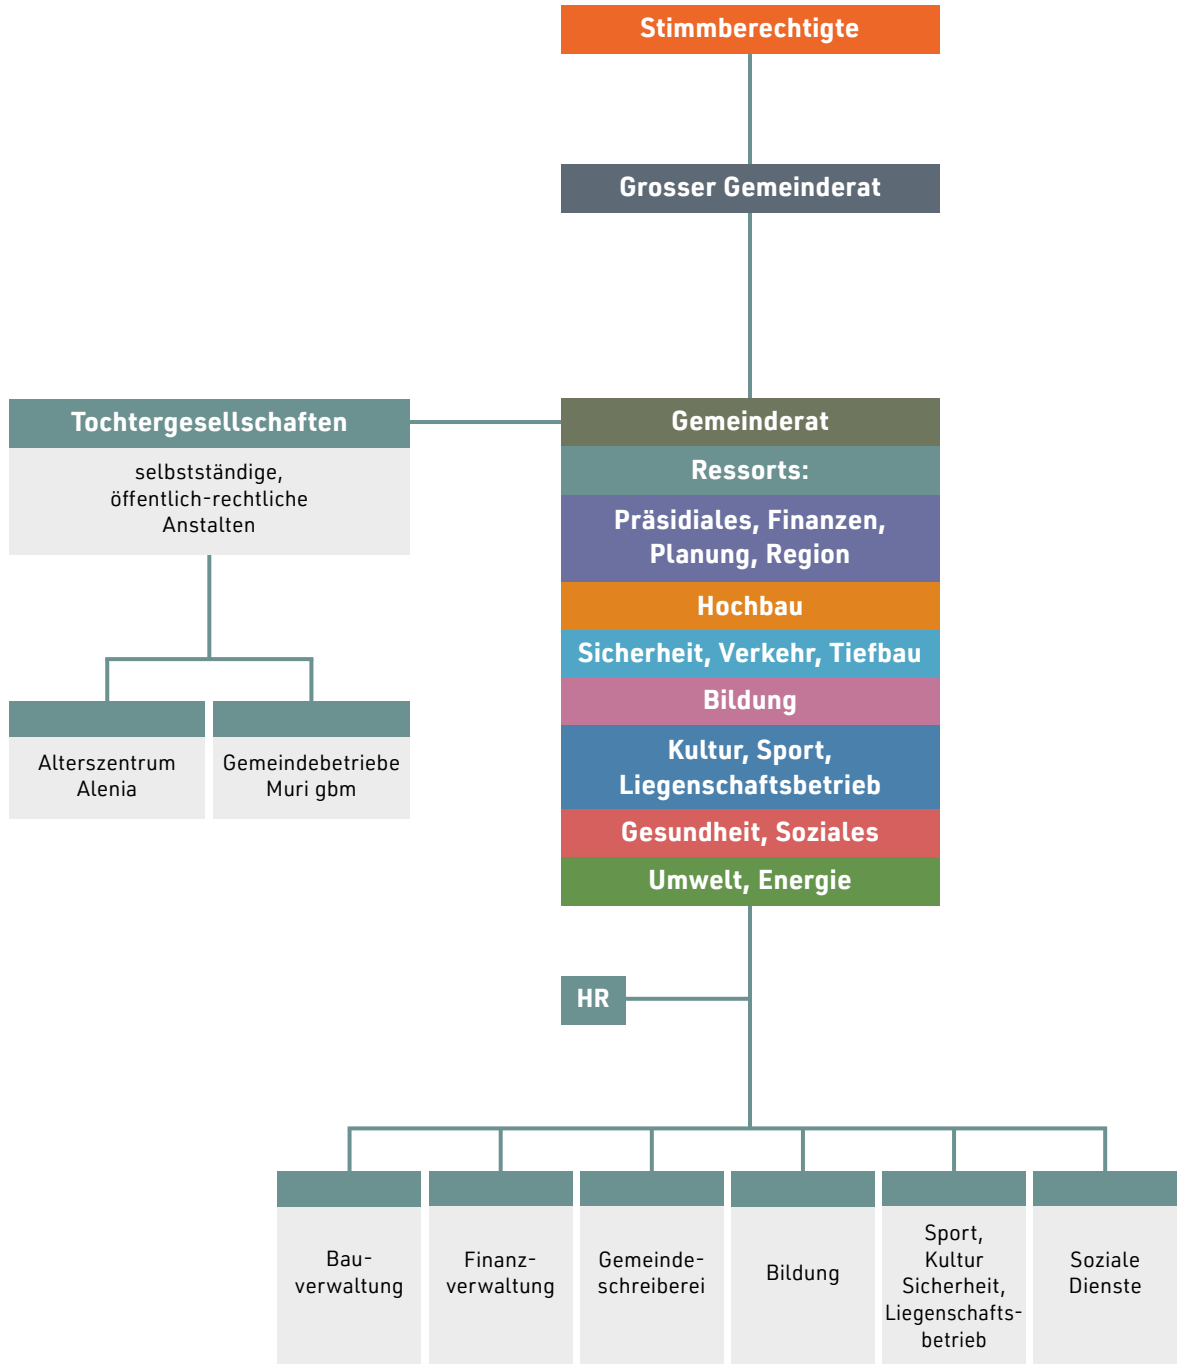 Stimmberechtigte
Grosser Gemeinderat
Tochtergesellschaften
selbstständige,
öffentlich-rechtliche
Anstalten
Alterszentrum
Alenia
Gemeindebetriebe
Muri gbm
Gemeinderat
Ressorts:
Präsidiales, Finanzen,
Planung, Region
Hochbau
Sicherheit, Verkehr, Tiefbau
Bildung
Kultur, Sport,
Liegenschaftsbetrieb
Gesundheit, Soziales
Umwelt, Energie
HR
Bau-
verwaltung
Finanz-
verwaltung
Gemeinde-
schreiberei
Bildung
Sport,
Kultur
Sicherheit,
Liegenschafts-
betrieb
Soziale
Dienste